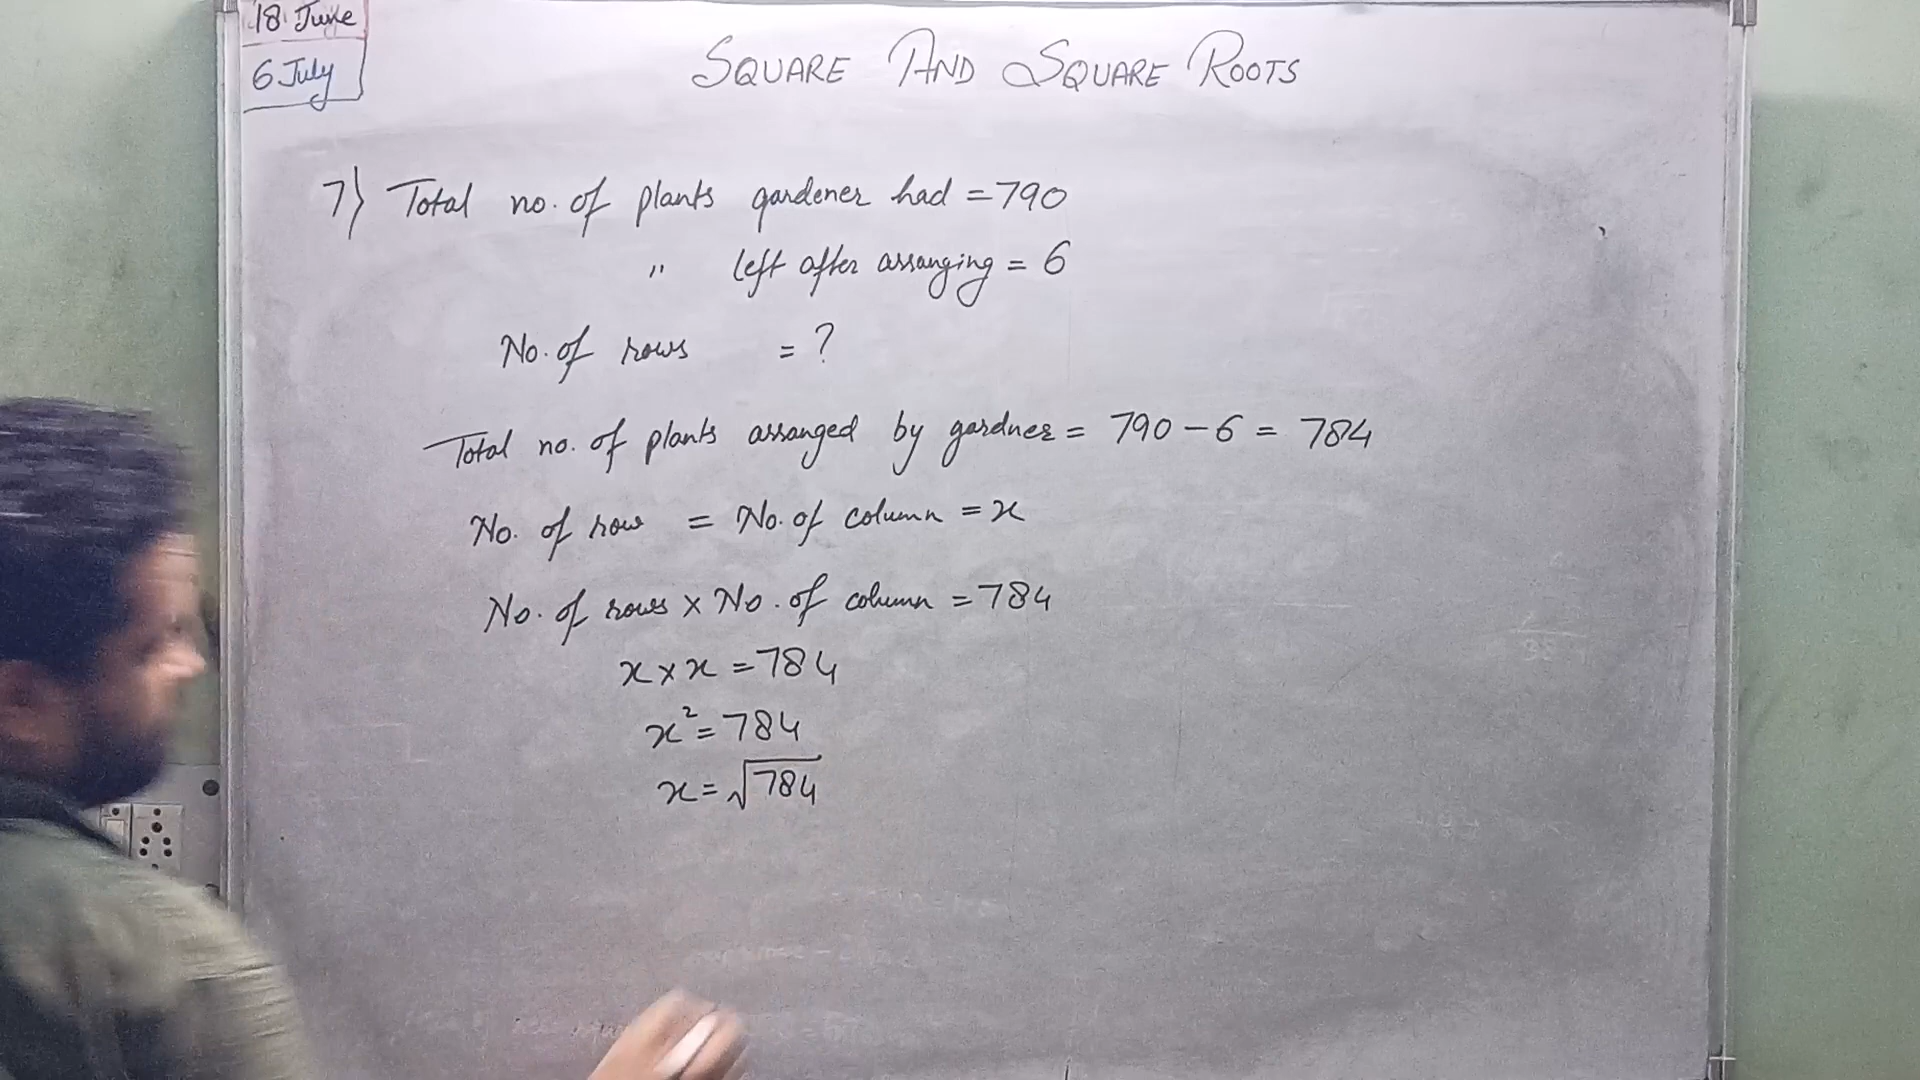 18 June
6 July
SQUARE AND SQUARE ROOTS
7) Total no. of plants gardener had = 790
" left after arranging = 6
No. of rows = ?
Total no. of plants arranged by gardner = 790 - 6 = 784
No. of row = No. of column = x
No. of rows × No. of column = 784
x × x = 784
x² = 784
x = √784